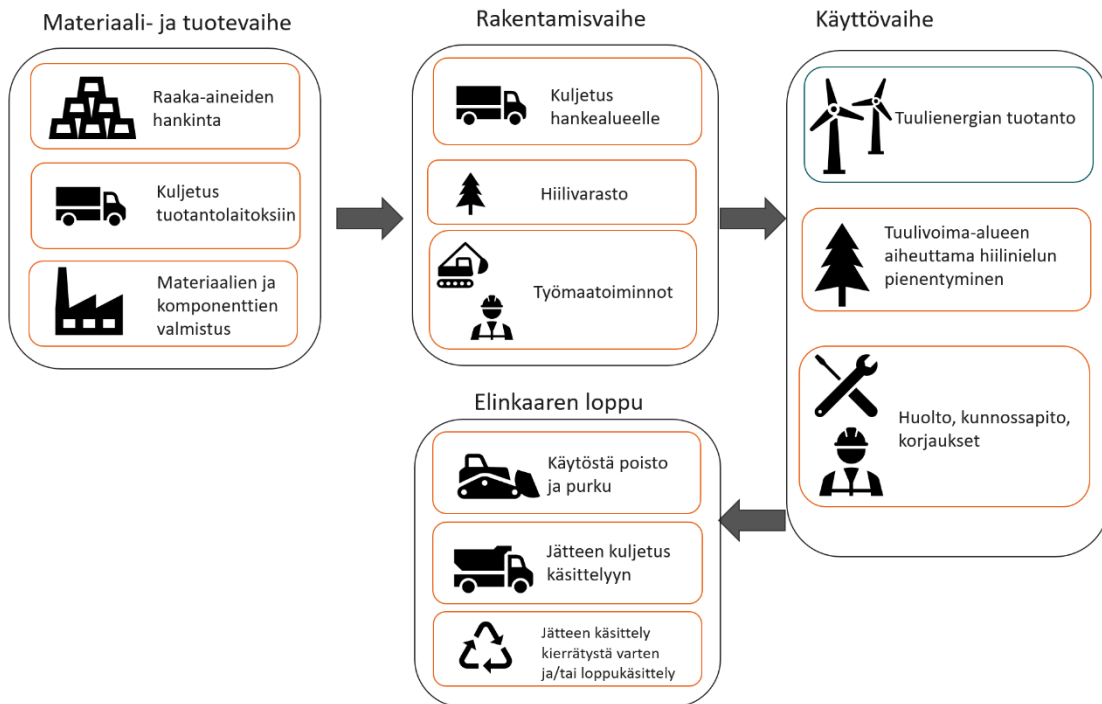 Materiaali- ja tuotevaihe
Raaka-aineiden
hankinta
Kuljetus
tuotantolaitoksiin
Materiaalien ja
komponenttien
valmistus
Rakentamisvaihe
Kuljetus
hankealueelle
Hiilivarasto
Työmaatoiminnot
Käyttövaihe
Tuulienergian tuotanto
Tuulivoima-alueen
aiheuttama hiilinielun
pienentyminen
Huolto, kunnossapito,
korjaukset
Elinkaaren loppu
Käytöstä poisto
ja purku
Jätteen kuljetus
käsittelyyn
Jätteen käsittely
kierrätystä varten
ja/tai loppukäsittely